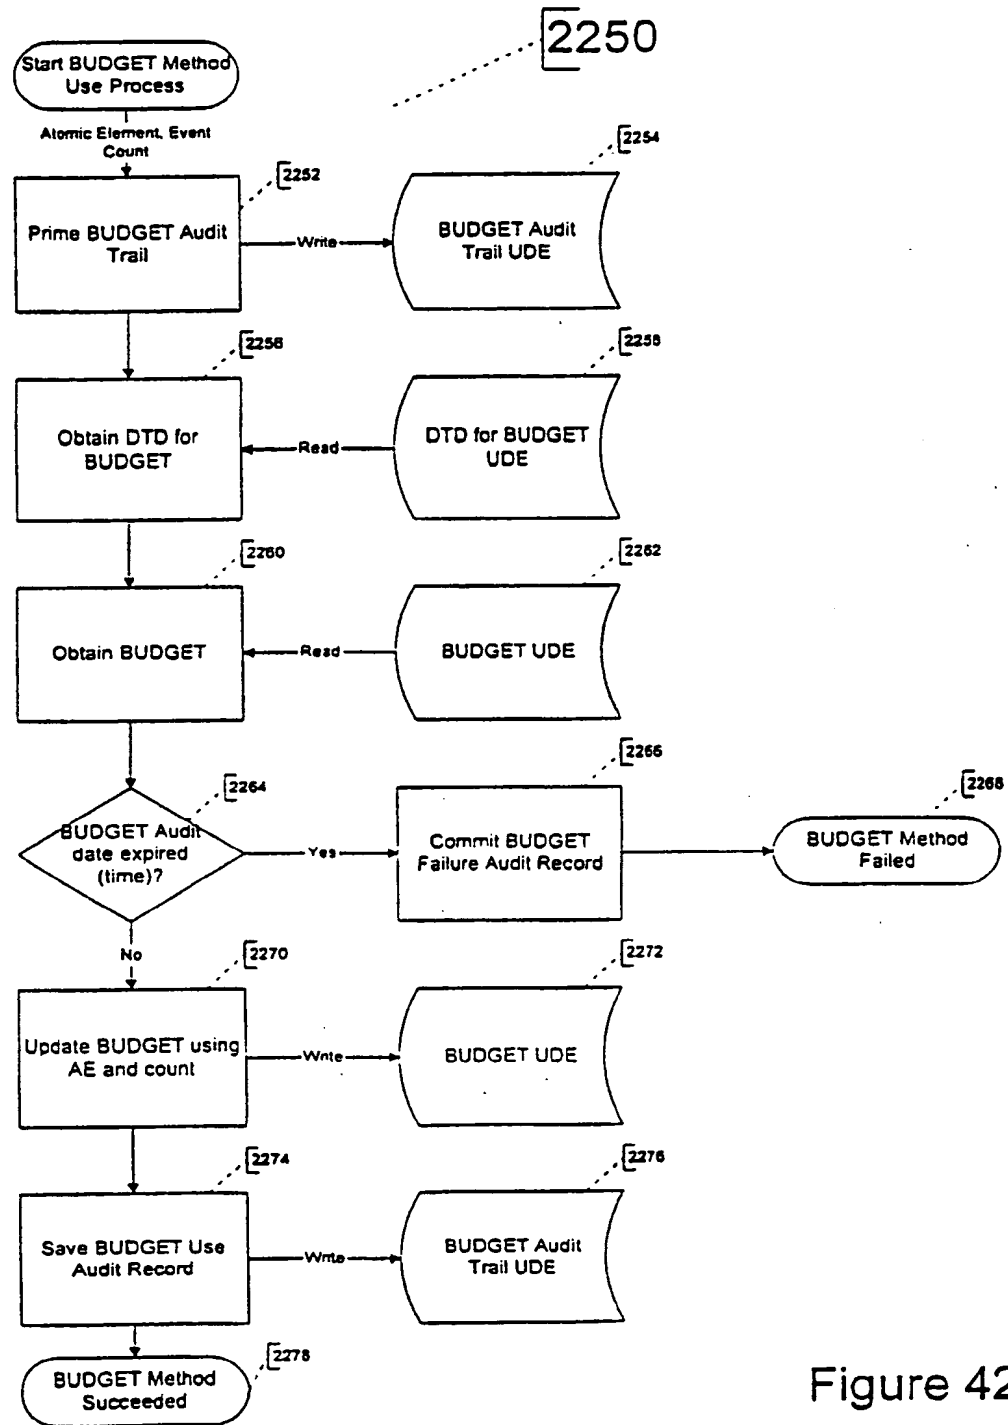 2250
Start BUDGET Method
Use Process
Atomic Element, Event
Count
2252
Prime BUDGET Audit
Trail
Write
2254
BUDGET Audit
Trail UDE
2256
Obtain DTD for
BUDGET
Read
2258
DTD for BUDGET
UDE
2260
Obtain BUDGET
Read
2262
BUDGET UDE
2264
BUDGET Audit
date expired
(time)?
Yes
2266
Commit BUDGET
Failure Audit Record
2268
BUDGET Method
Failed
No
2270
Update BUDGET using
AE and count
Write
2272
BUDGET UDE
2274
Save BUDGET Use
Audit Record
Write
2276
BUDGET Audit
Trail UDE
2278
BUDGET Method
Succeeded
Figure 42